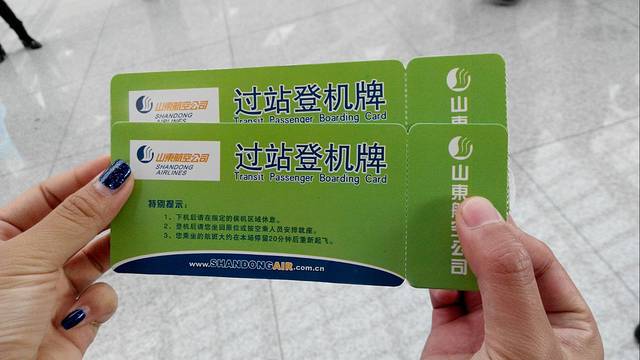 山東航空公司
SHANDONG
AIRLINES
过站登机牌
Transit Passenger Boarding Card
山東
山東航空公司
SHANDONG
AIRLINES
过站登机牌
Transit Passenger Boarding Card
特别提示：
1、下机后请在指定的候机区域休息。
2、登机后请您坐回原位或按空乘人员安排就座。
3、您乘坐的航班大约在本站停留20分钟后重新起飞。
www.SHANDONGAIR.com.cn
山東航空公司